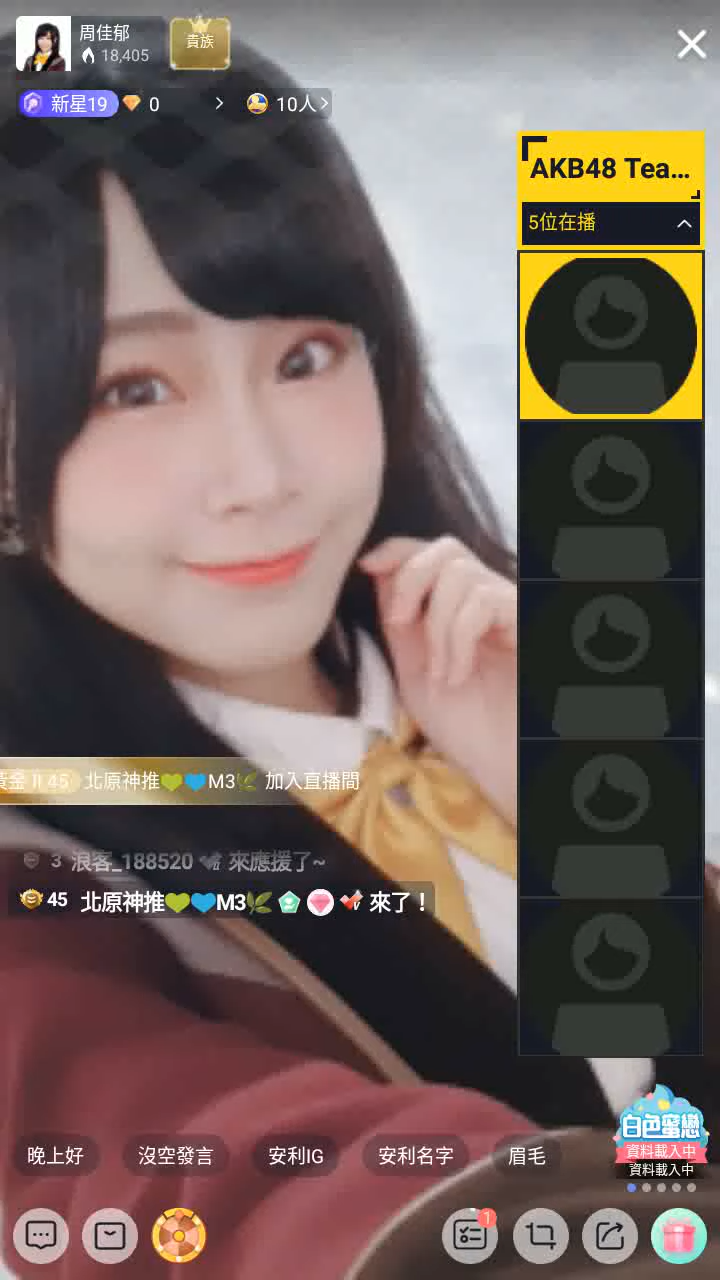 周佳郁
18,405
貴族
新星19
0
10人
AKB48 Tea...
5位在播
45 北原神推💚💙M3🌿 加入直播間
3 浪客_188520 來應援了~
45 北原神推💚💙M3🌿 來了！
晚上好
沒空發言
安利IG
安利名字
眉毛
白色蜜戀
資料載入中
資料載入中
1